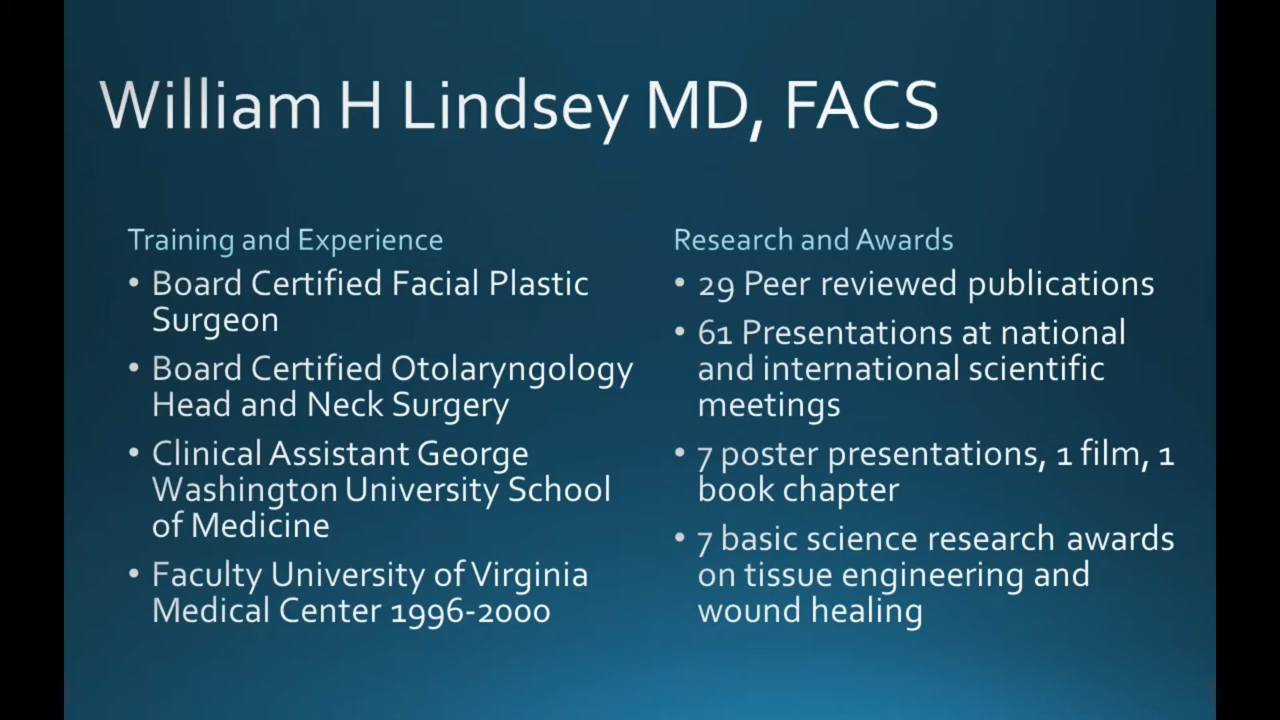 William H Lindsey MD, FACS
Training and Experience
• Board Certified Facial Plastic
Surgeon
• Board Certified Otolaryngology
Head and Neck Surgery
• Clinical Assistant George
Washington University School
of Medicine
• Faculty University of Virginia
Medical Center 1996-2000
Research and Awards
• 29 Peer reviewed publications
• 61 Presentations at national
and international scientific
meetings
• 7 poster presentations, 1 film, 1
book chapter
• 7 basic science research awards
on tissue engineering and
wound healing